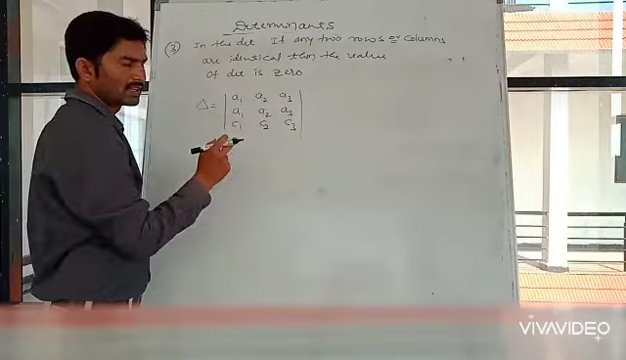 Determinants
(3) In the det If any two rows or columns
are identical then the value
of det is zero
Δ = | a₁ a₂ a₃ |
| a₁ a₂ a₃ |
| c₁ c₂ c₃ |
VIVAVIDEO